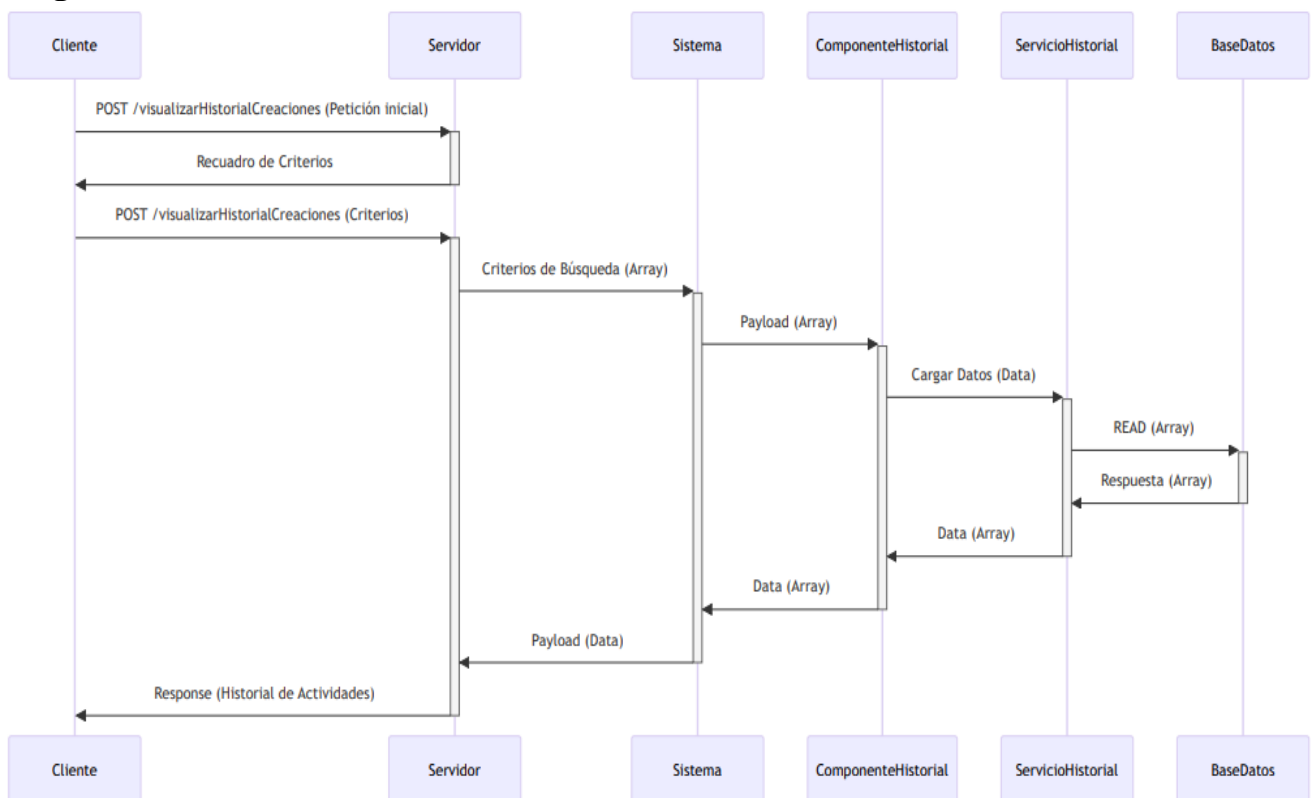 Cliente
Servidor
Sistema
ComponenteHistorial
ServicioHistorial
BaseDatos
POST /visualizarHistorialCreaciones (Petición inicial)
Recuadro de Criterios
POST /visualizarHistorialCreaciones (Criterios)
Criterios de Búsqueda (Array)
Payload (Array)
Cargar Datos (Data)
READ (Array)
Respuesta (Array)
Data (Array)
Data (Array)
Payload (Data)
Response (Historial de Actividades)
Cliente
Servidor
Sistema
ComponenteHistorial
ServicioHistorial
BaseDatos